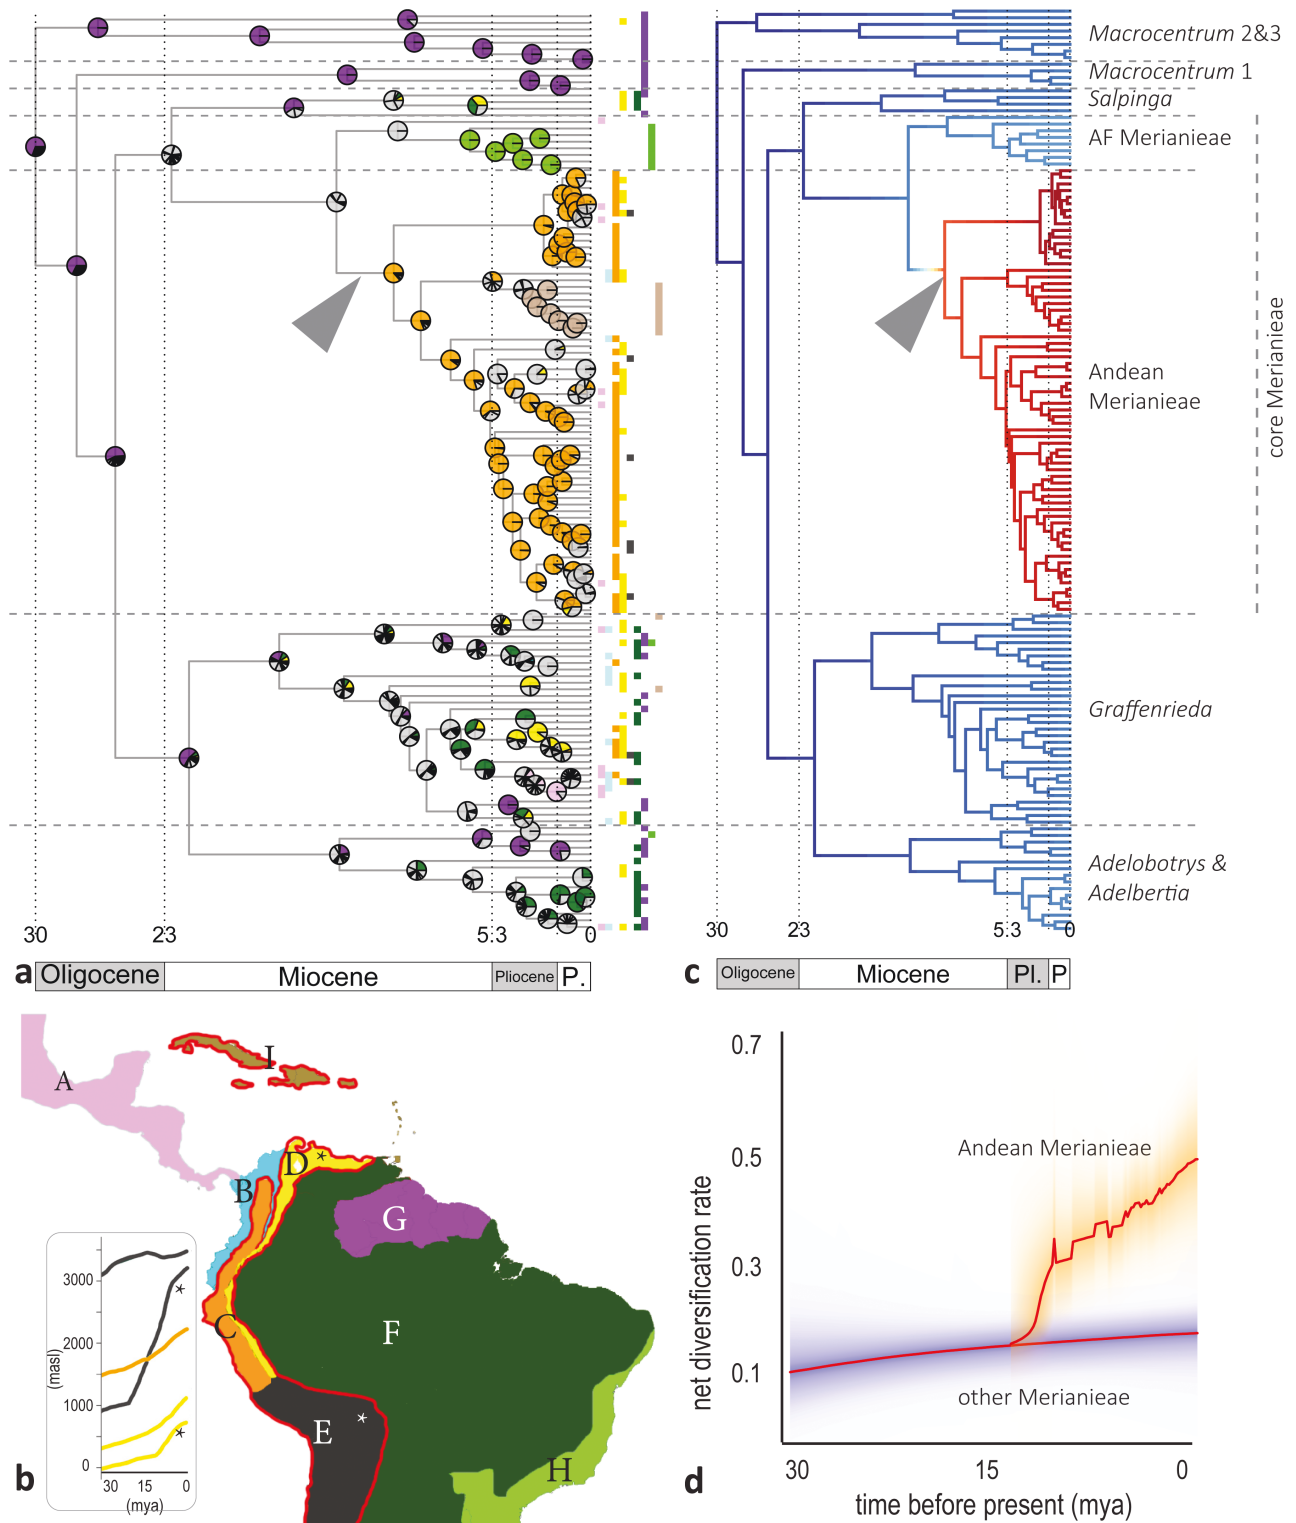 Macrocentrum 2&3
Macrocentrum 1
Salpinga
AF Merianieae
Andean
Merianieae
core Merianieae
Graffenrieda
Adelobotrys &
Adelbertia
30 23 5.3 0
a Oligocene Miocene Pliocene P.
30 23 5.3 0
c Oligocene Miocene Pl. P
A
I
B
D *
G
C
F
E *
H
3000
2000
1000
0
(masl)
*
*
30 15 0
(mya)
b
0.7
0.5
0.3
0.1
net diversification rate
Andean Merianieae
other Merianieae
30 15 0
time before present (mya)
d